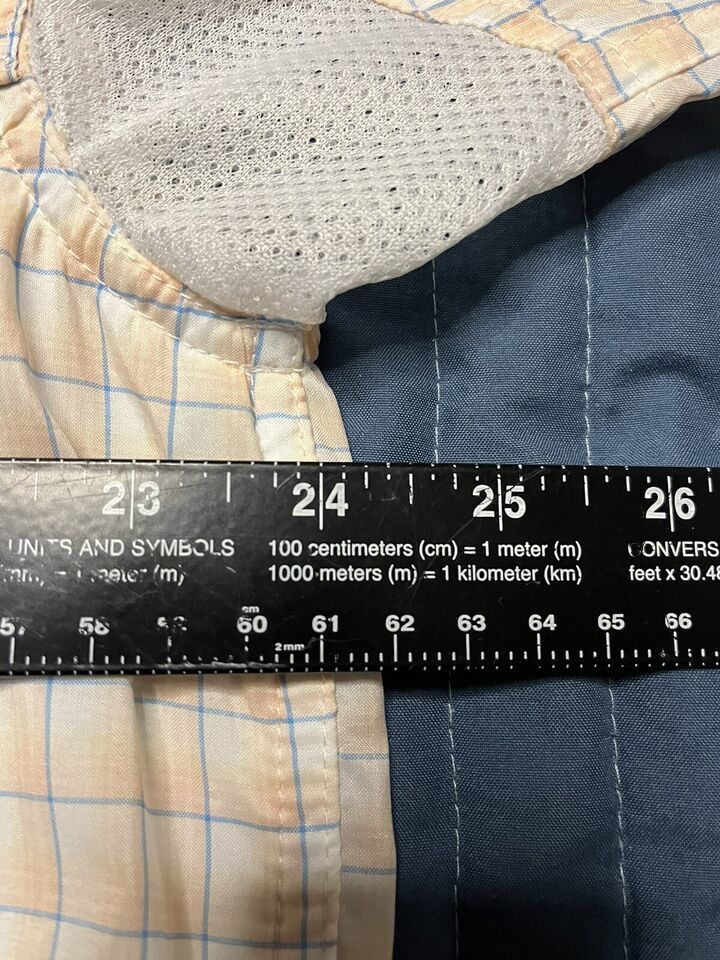 23 24 25 26
UNITS AND SYMBOLS 100 centimeters (cm) = 1 meter (m) CONVERS
meter (m) 1000 meters (m) = 1 kilometer (km) feet x 30.48
cm
57 58 60 61 62 63 64 65 66
2mm